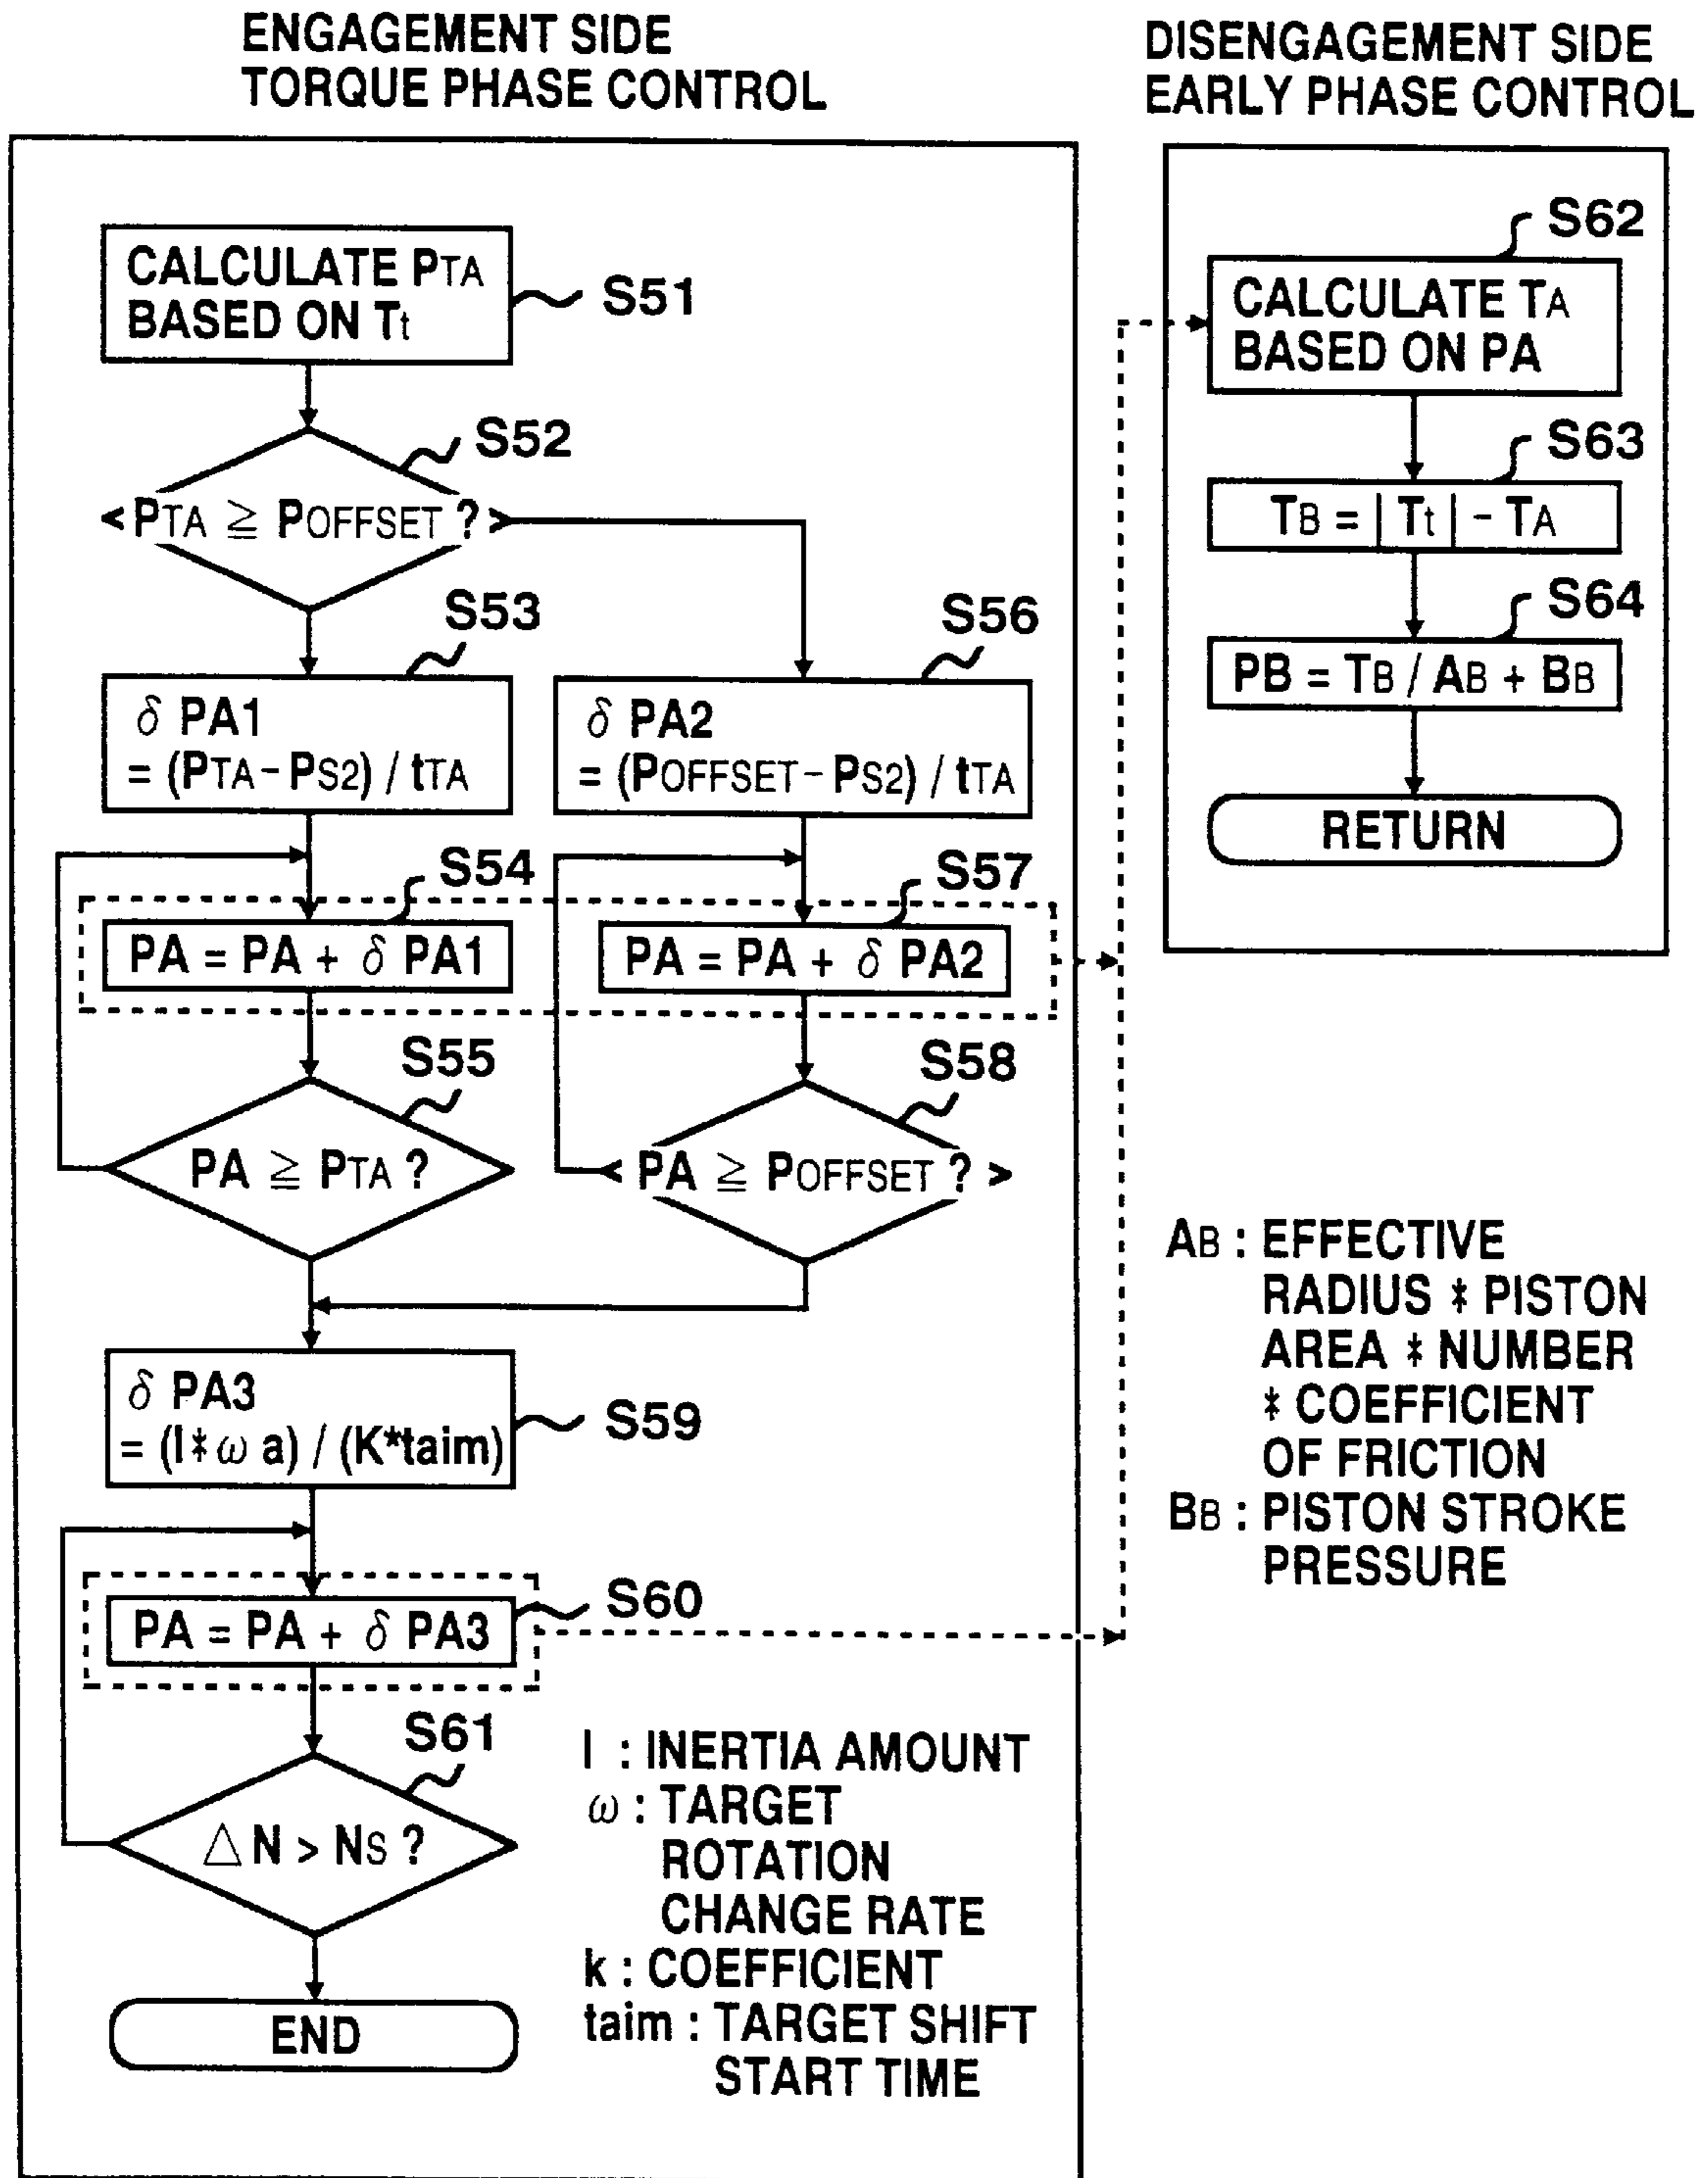 ENGAGEMENT SIDE
TORQUE PHASE CONTROL
CALCULATE PTA
BASED ON Tt
S51
S52
< PTA ≧ POFFSET ? >
S53
δ PA1
= (PTA - PS2) / tTA
S56
δ PA2
= (POFFSET - PS2) / tTA
S54
PA = PA + δ PA1
S57
PA = PA + δ PA2
S55
PA ≧ PTA ?
S58
< PA ≧ POFFSET ? >
δ PA3
= (I * ω a) / (K*taim)
S59
S60
PA = PA + δ PA3
S61
△ N > NS ?
END
I : INERTIA AMOUNT
ω : TARGET
ROTATION
CHANGE RATE
k : COEFFICIENT
taim : TARGET SHIFT
START TIME
DISENGAGEMENT SIDE
EARLY PHASE CONTROL
S62
CALCULATE TA
BASED ON PA
S63
TB = | Tt | - TA
S64
PB = TB / AB + BB
RETURN
AB : EFFECTIVE
RADIUS * PISTON
AREA * NUMBER
* COEFFICIENT
OF FRICTION
BB : PISTON STROKE
PRESSURE